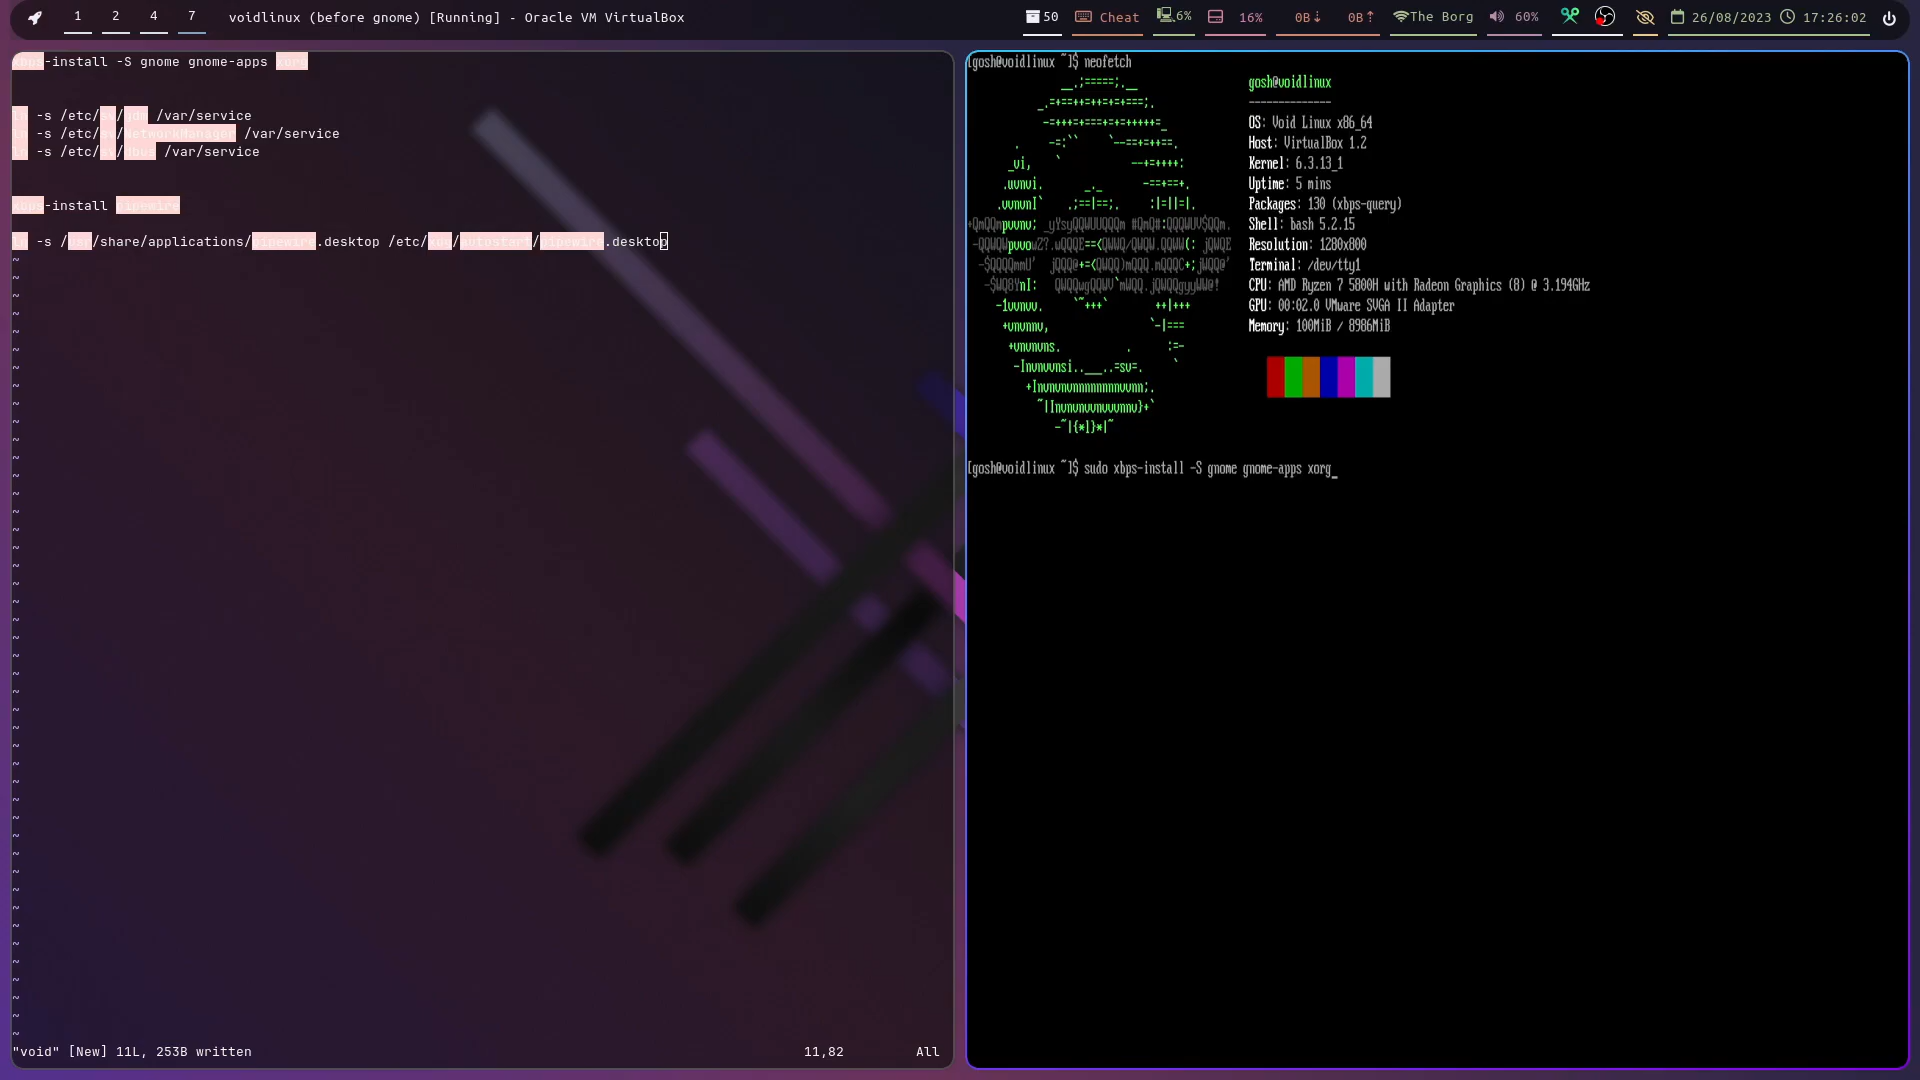 1 2 4 7 voidlinux (before gnome) [Running] - Oracle VM VirtualBox 50 Cheat 6% 16% 0B↓ 0B↑ The Borg 60% 26/08/2023 17:26:02
xbps-install -S gnome gnome-apps xorg
ln -s /etc/sv/gdm /var/service
ln -s /etc/sv/NetworkManager /var/service
ln -s /etc/sv/dbus /var/service
xbps-install pipewire
ln -s /usr/share/applications/pipewire.desktop /etc/xdg/autostart/pipewire.desktop
"void" [New] 11L, 253B written 11,82 All
[gosh@voidlinux ~]$ neofetch
gosh@voidlinux
--------------
OS: Void Linux x86_64
Host: VirtualBox 1.2
Kernel: 6.3.13_1
Uptime: 5 mins
Packages: 130 (xbps-query)
Shell: bash 5.2.15
Resolution: 1280x800
Terminal: /dev/tty1
CPU: AMD Ryzen 7 5800H with Radeon Graphics (8) @ 3.194GHz
GPU: 00:02.0 VMware SVGA II Adapter
Memory: 100MiB / 8986MiB
[gosh@voidlinux ~]$ sudo xbps-install -S gnome gnome-apps xorg_